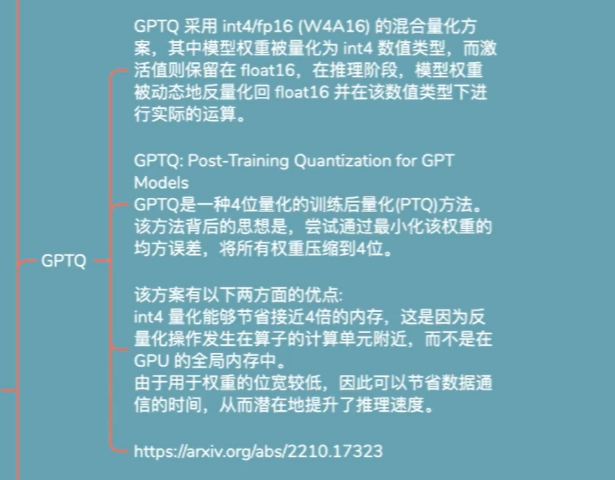 GPTQ 采用 int4/fp16 (W4A16) 的混合量化方
案，其中模型权重被量化为 int4 数值类型，而激
活值则保留在 float16，在推理阶段，模型权重
被动态地反量化回 float16 并在该数值类型下进
行实际的运算。
GPTQ: Post-Training Quantization for GPT
Models
GPTQ是一种4位量化的训练后量化(PTQ)方法。
该方法背后的思想是，尝试通过最小化该权重的
均方误差，将所有权重压缩到4位。
GPTQ
该方案有以下两方面的优点:
int4 量化能够节省接近4倍的内存，这是因为反
量化操作发生在算子的计算单元附近，而不是在
GPU 的全局内存中。
由于用于权重的位宽较低，因此可以节省数据通
信的时间，从而潜在地提升了推理速度。
https://arxiv.org/abs/2210.17323